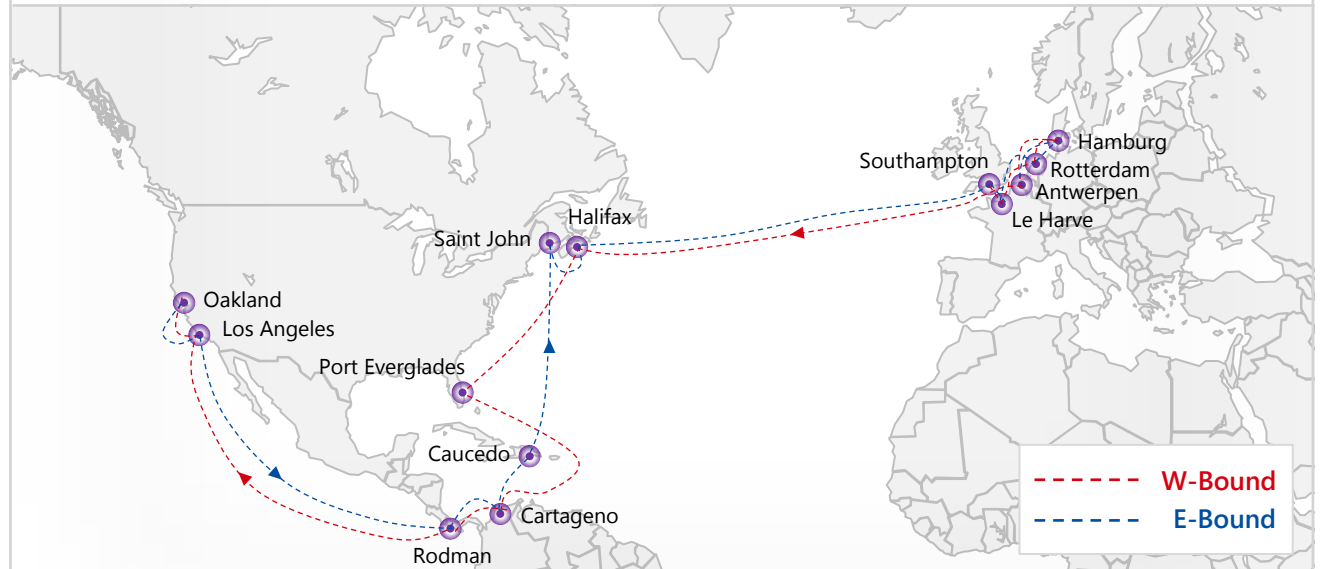 Hamburg
Southampton
Rotterdam
Antwerpen
Le Harve
Halifax
Saint John
Oakland
Los Angeles
Port Everglades
Caucedo
Cartageno
Rodman
W-Bound
E-Bound